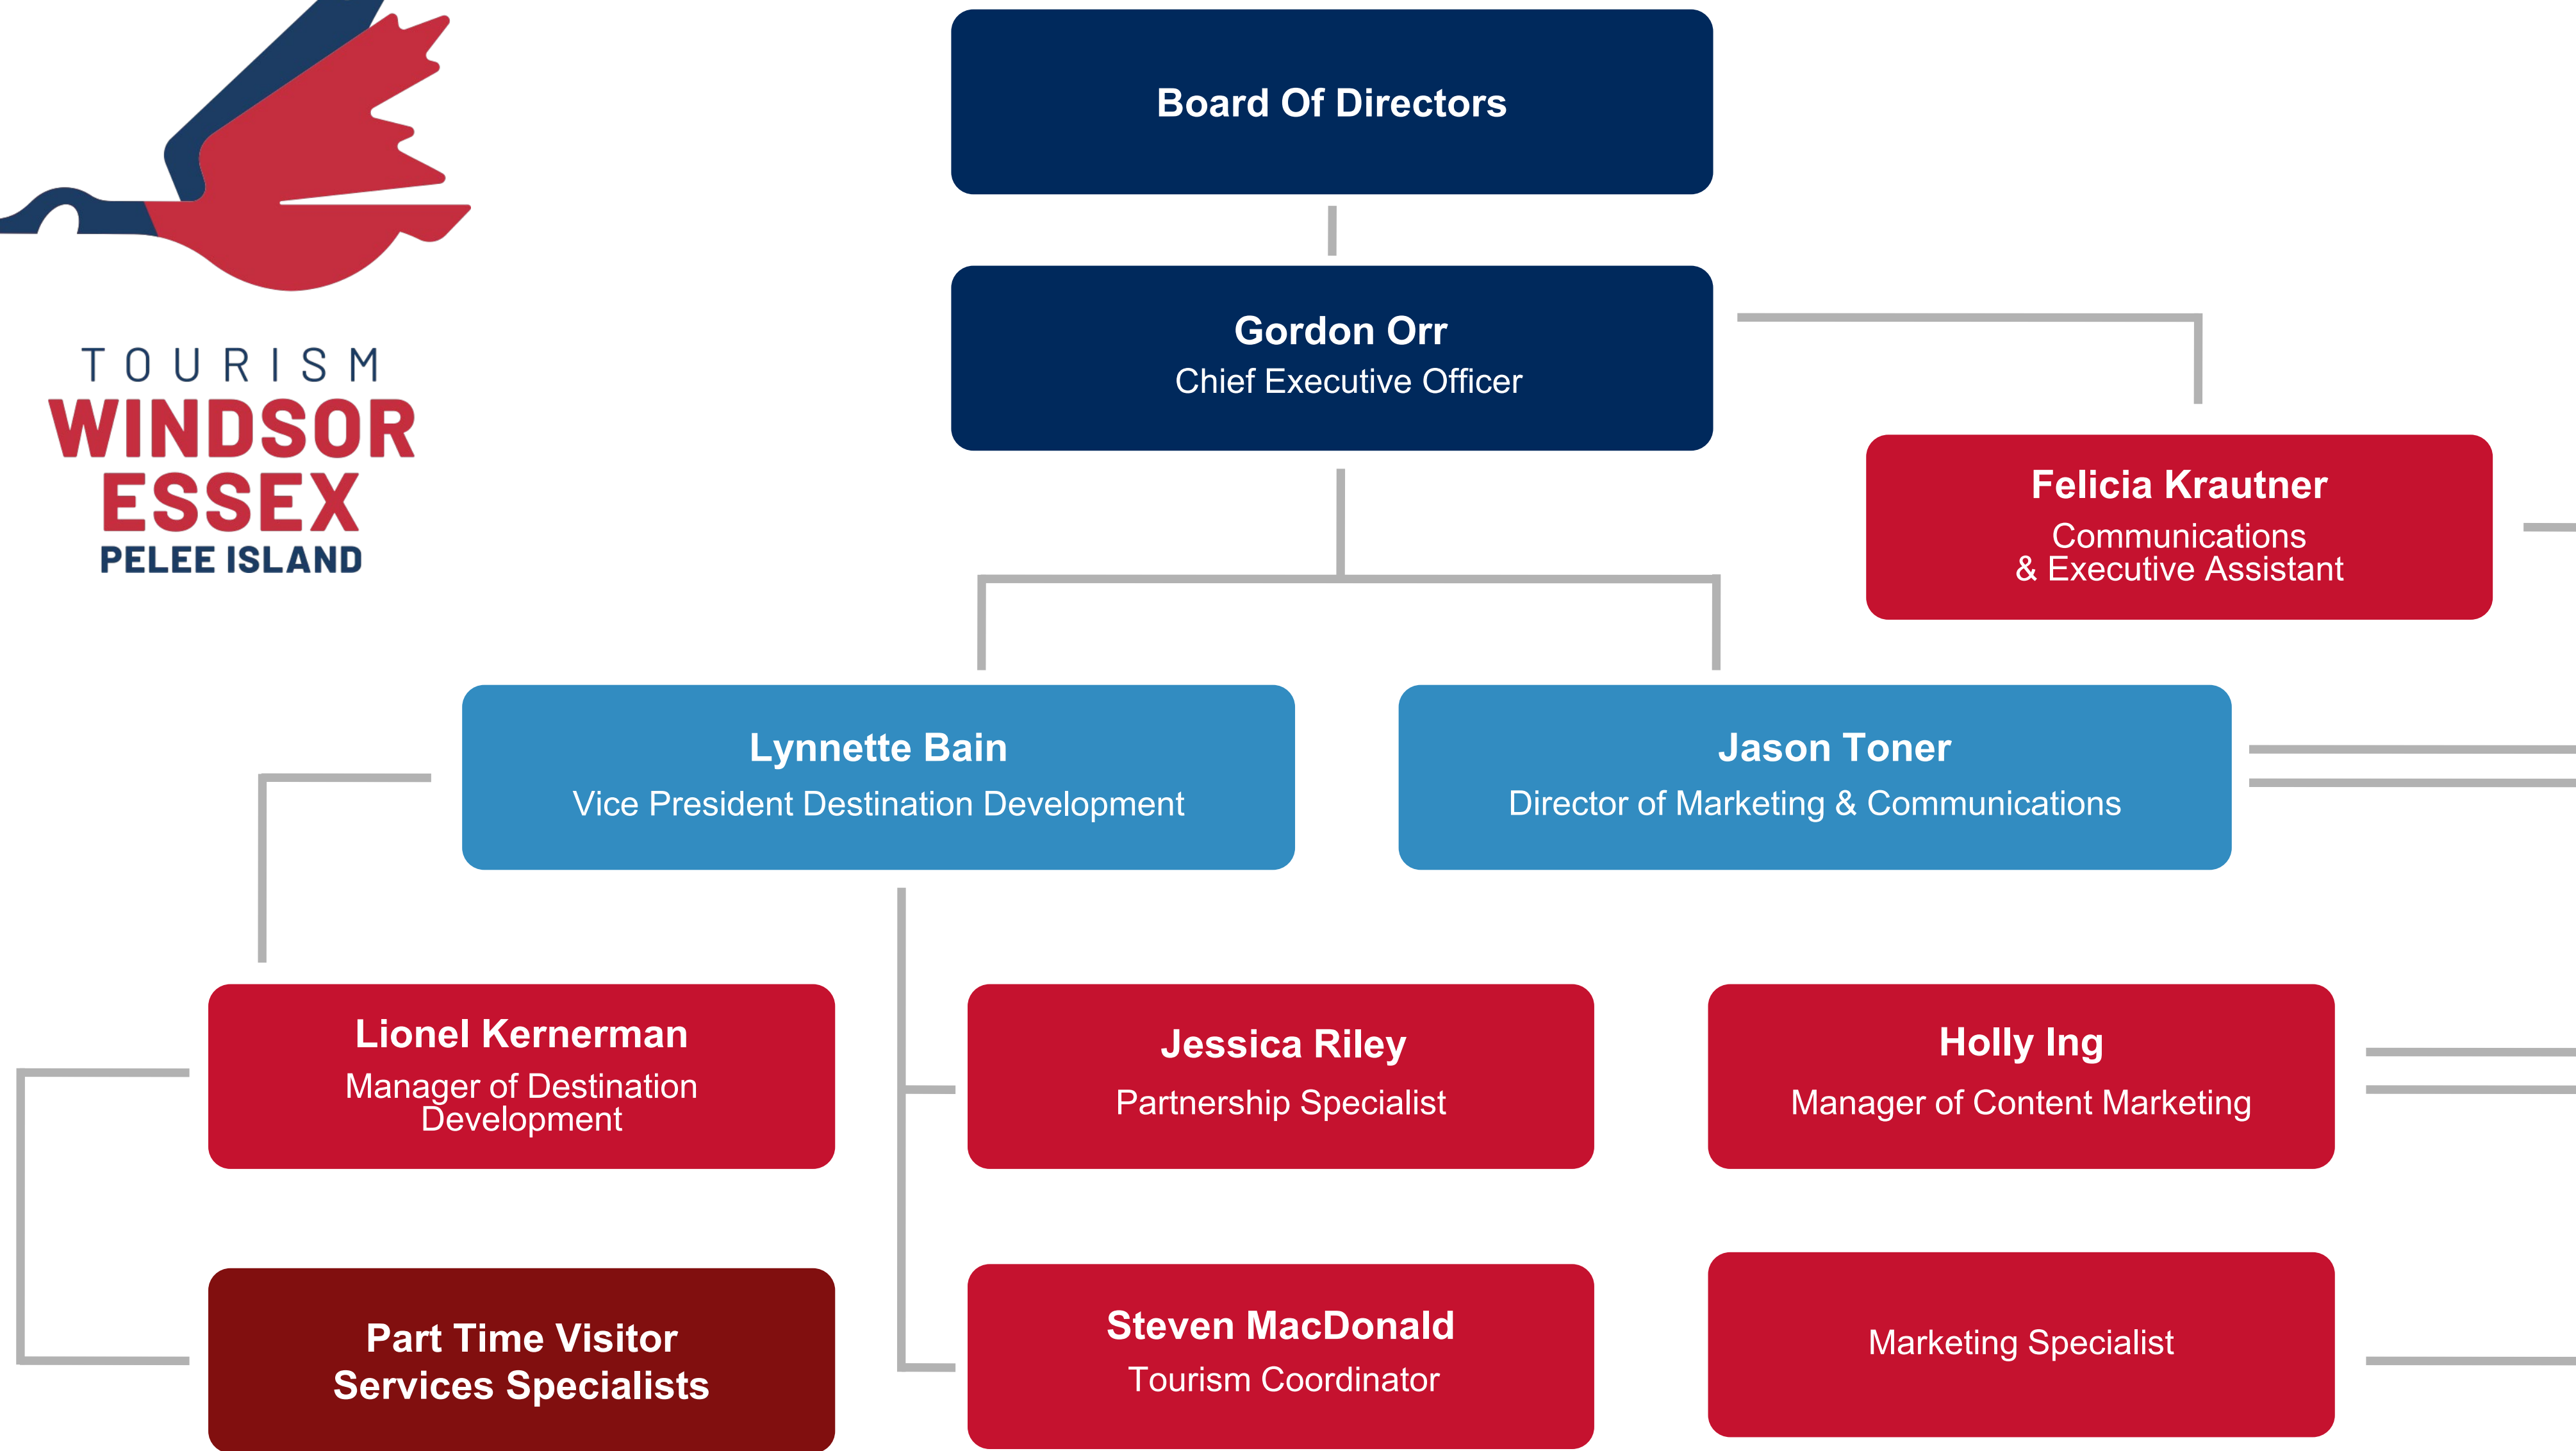 TOURISM
WINDSOR
ESSEX
PELEE ISLAND
Board Of Directors
Gordon Orr
Chief Executive Officer
Felicia Krautner
Communications
& Executive Assistant
Lynnette Bain
Vice President Destination Development
Jason Toner
Director of Marketing & Communications
Lionel Kernerman
Manager of Destination
Development
Jessica Riley
Partnership Specialist
Holly Ing
Manager of Content Marketing
Part Time Visitor
Services Specialists
Steven MacDonald
Tourism Coordinator
Marketing Specialist